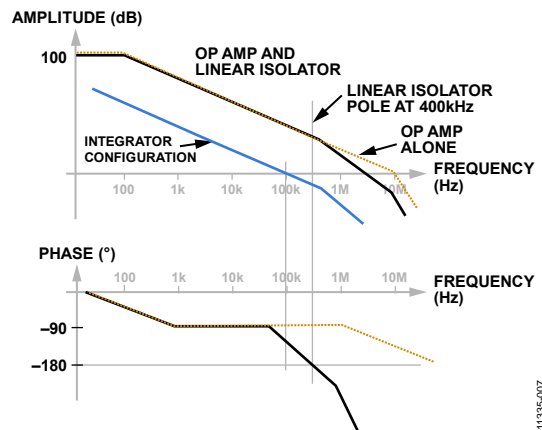 AMPLITUDE (dB)
100
OP AMP AND
LINEAR ISOLATOR
LINEAR ISOLATOR
POLE AT 400kHz
OP AMP
ALONE
INTEGRATOR
CONFIGURATION
FREQUENCY
(Hz)
100 1k 10k 100k 1M 10M
PHASE (°)
100 1k 10k 100k 1M 10M
FREQUENCY
(Hz)
–90
–180
11335-007